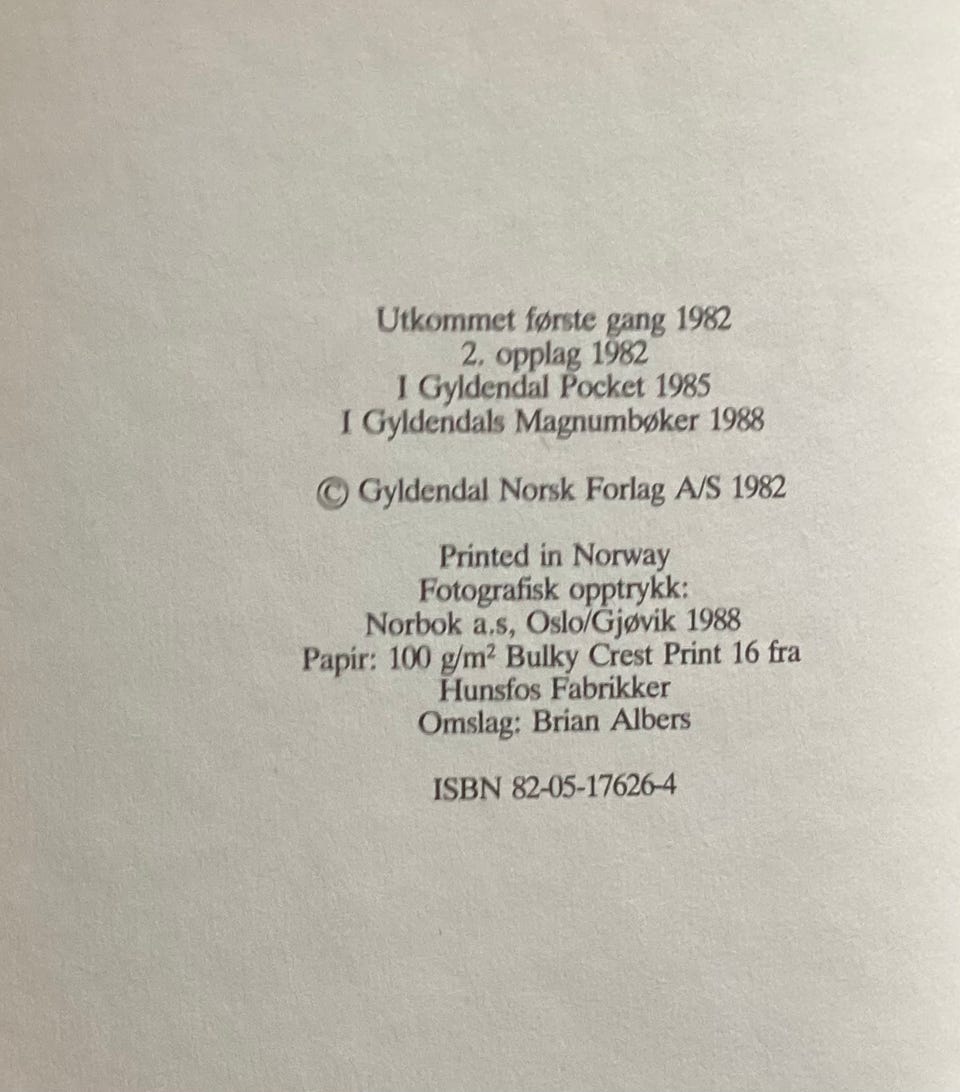 Utkommet første gang 1982
2. opplag 1982
I Gyldendal Pocket 1985
I Gyldendals Magnumbøker 1988
© Gyldendal Norsk Forlag A/S 1982
Printed in Norway
Fotografisk opptrykk:
Norbok a.s, Oslo/Gjøvik 1988
Papir: 100 g/m² Bulky Crest Print 16 fra
Hunsfos Fabrikker
Omslag: Brian Albers
ISBN 82-05-17626-4